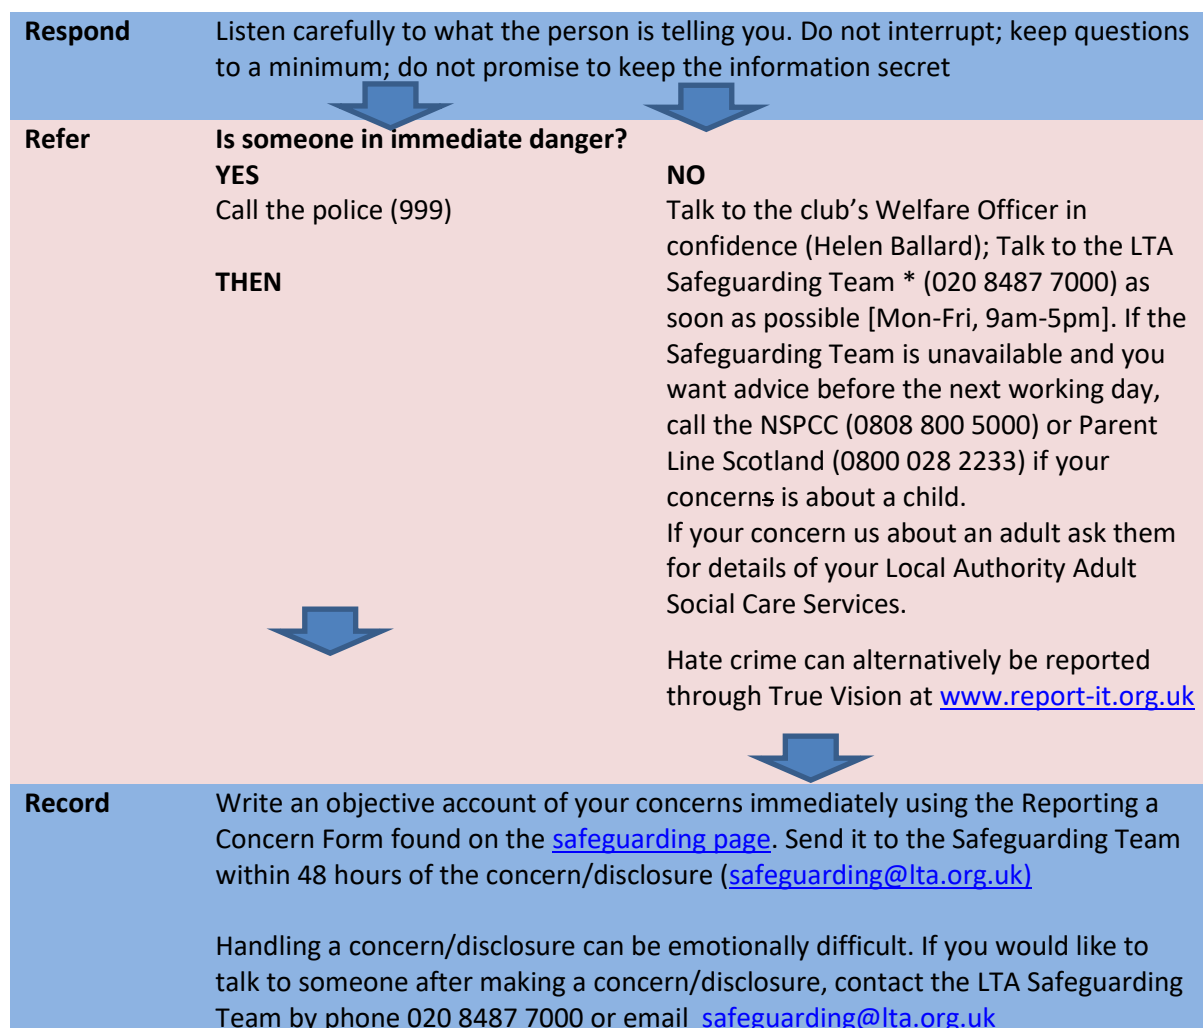 Respond
Listen carefully to what the person is telling you. Do not interrupt; keep questions
to a minimum; do not promise to keep the information secret
Refer
Is someone in immediate danger?
YES
Call the police (999)
THEN
NO
Talk to the club's Welfare Officer in
confidence (Helen Ballard); Talk to the LTA
Safeguarding Team * (020 8487 7000) as
soon as possible [Mon-Fri, 9am-5pm]. If the
Safeguarding Team is unavailable and you
want advice before the next working day,
call the NSPCC (0808 800 5000) or Parent
Line Scotland (0800 028 2233) if your
concerns is about a child.
If your concern us about an adult ask them
for details of your Local Authority Adult
Social Care Services.
Hate crime can alternatively be reported
through True Vision at www.report-it.org.uk
Record
Write an objective account of your concerns immediately using the Reporting a
Concern Form found on the safeguarding page. Send it to the Safeguarding Team
within 48 hours of the concern/disclosure (safeguarding@lta.org.uk)
Handling a concern/disclosure can be emotionally difficult. If you would like to
talk to someone after making a concern/disclosure, contact the LTA Safeguarding
Team by phone 020 8487 7000 or email safeguarding@lta.org.uk